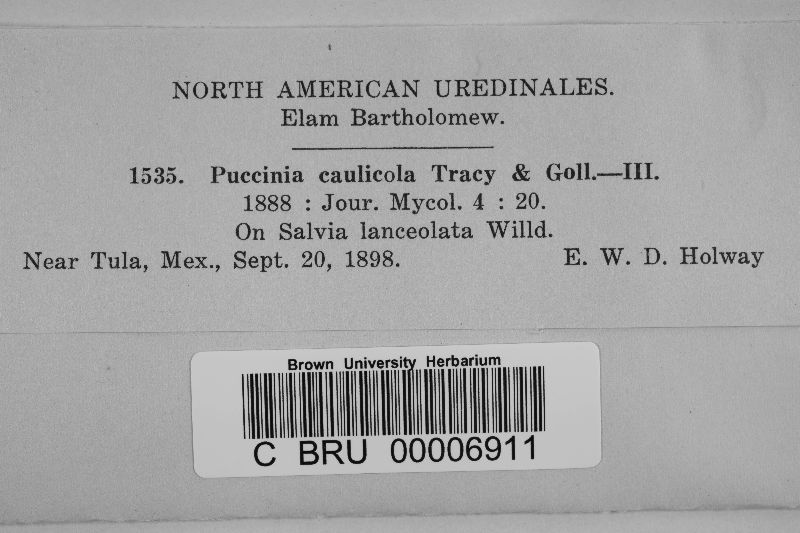 NORTH AMERICAN UREDINALES.
Elam Bartholomew.
1535. Puccinia caulicola Tracy & Goll.—III.
1888 : Jour. Mycol. 4 : 20.
On Salvia lanceolata Willd.
Near Tula, Mex., Sept. 20, 1898. E. W. D. Holway
Brown University Herbarium
C BRU 00006911